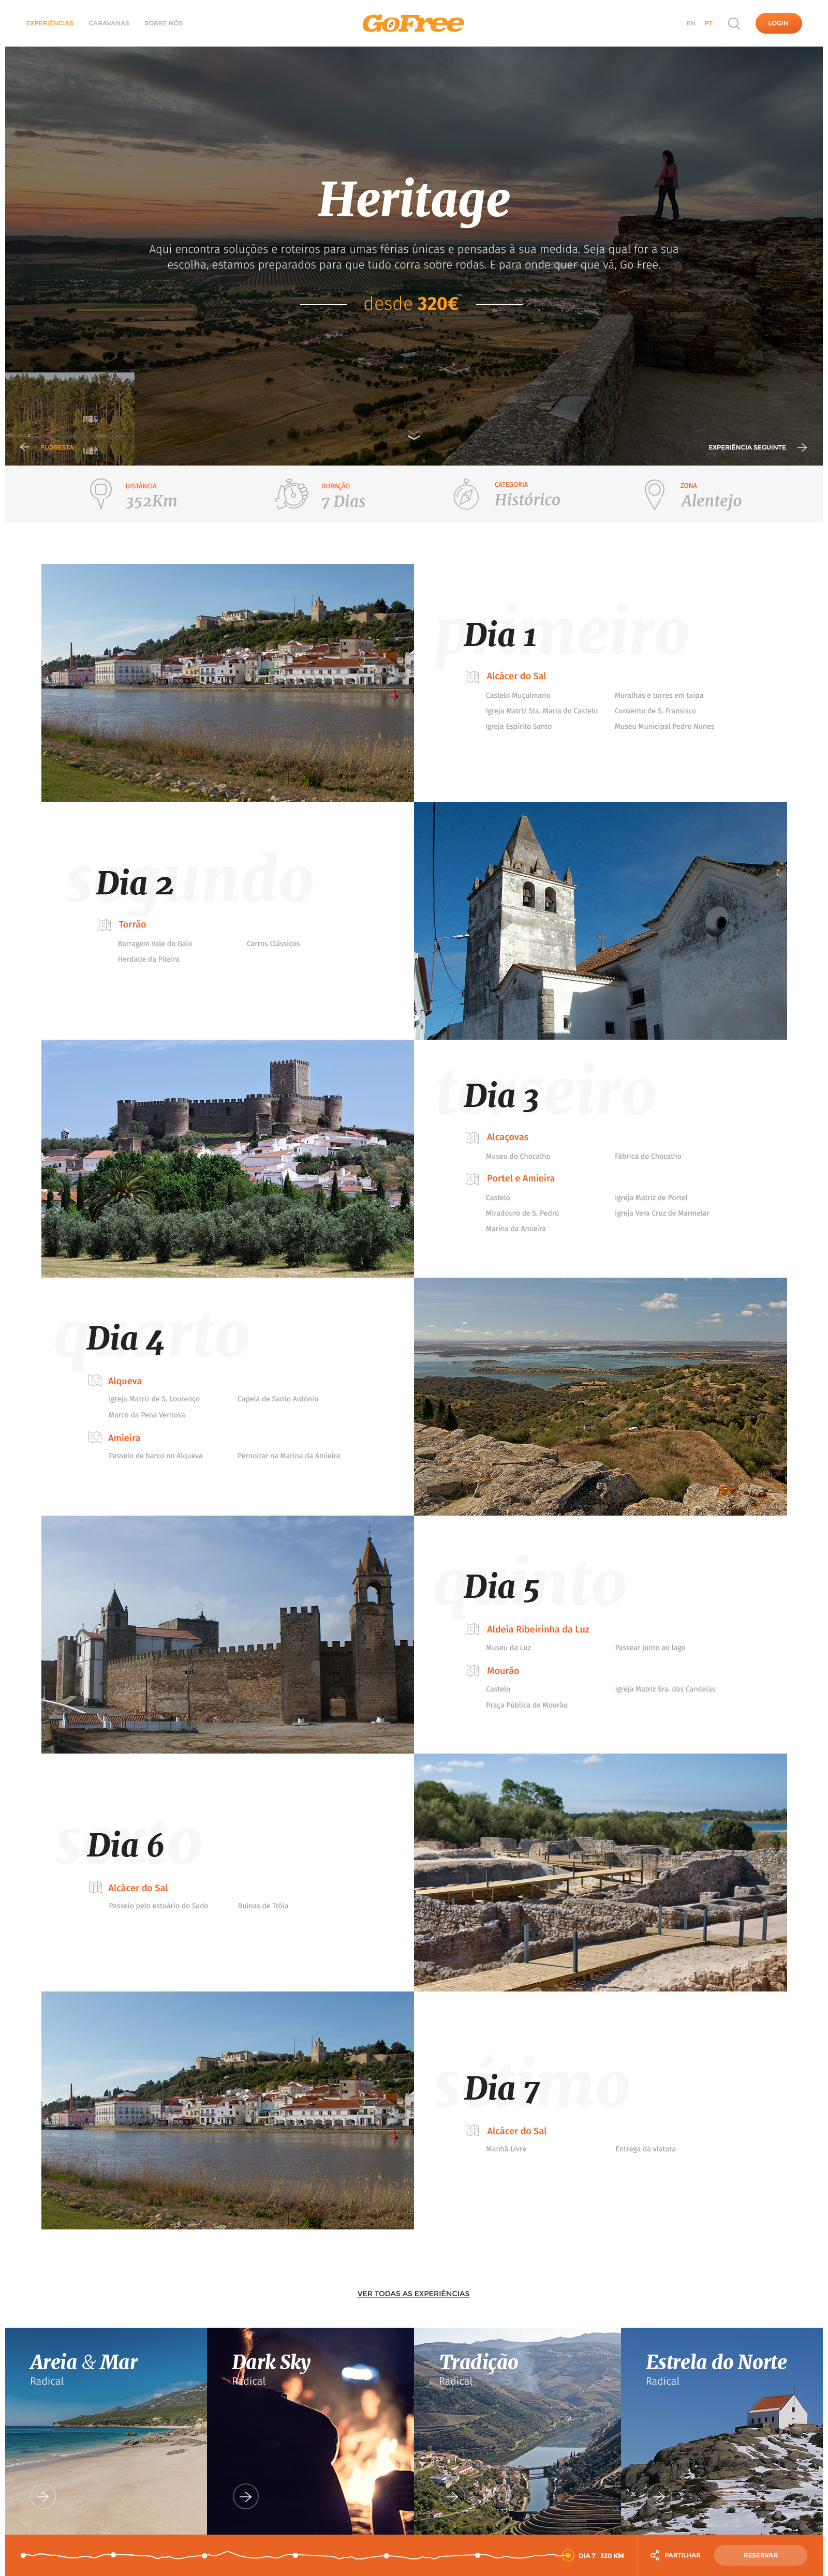 EXPERIÊNCIAS CARAVANAS SOBRE NÓS GoFree EN PT LOGIN
Heritage
Aqui encontra soluções e roteiros para umas férias únicas e pensadas à sua medida. Seja qual for a sua
escolha, estamos preparados para que tudo corra sobre rodas. E para onde quer que vá, Go Free.
desde 320€
FLORESTA
EXPERIÊNCIA SEGUINTE
DISTÂNCIA
352Km
DURAÇÃO
7 Dias
CATEGORIA
Histórico
ZONA
Alentejo
primeiro
Dia 1
Alcácer do Sal
Castelo Muçulmano Muralhas e torres em taipa
Igreja Matriz Sta. Maria do Castelo Convento de S. Fransisco
Igreja Espírito Santo Museu Municipal Pedro Nunes
segundo
Dia 2
Torrão
Barragem Vale do Gaio Carros Clássicos
Herdade da Piteira
terceiro
Dia 3
Alcaçovas
Museu do Chocalho Fábrica do Chocalho
Portel e Amieira
Castelo Igreja Matriz de Portel
Miradouro de S. Pedro Igreja Vera Cruz de Marmelar
Marina da Amieira
quarto
Dia 4
Alqueva
Igreja Matriz de S. Lourenço Capela de Santo António
Marco da Pena Ventosa
Amieira
Passeio de barco no Alqueva Pernoitar na Marina da Amieira
quinto
Dia 5
Aldeia Ribeirinha da Luz
Museu da Luz Passear junto ao lago
Mourão
Castelo Igreja Matriz Sra. das Candeias
Praça Pública de Mourão
sexto
Dia 6
Alcácer do Sal
Passeio pelo estuário do Sado Ruínas de Tróia
sétimo
Dia 7
Alcácer do Sal
Manhã Livre Entrega da viatura
VER TODAS AS EXPERIÊNCIAS
Areia & Mar
Radical
Dark Sky
Radical
Tradição
Radical
Estrela do Norte
Radical
DIA 7 320 KM PARTILHAR RESERVAR